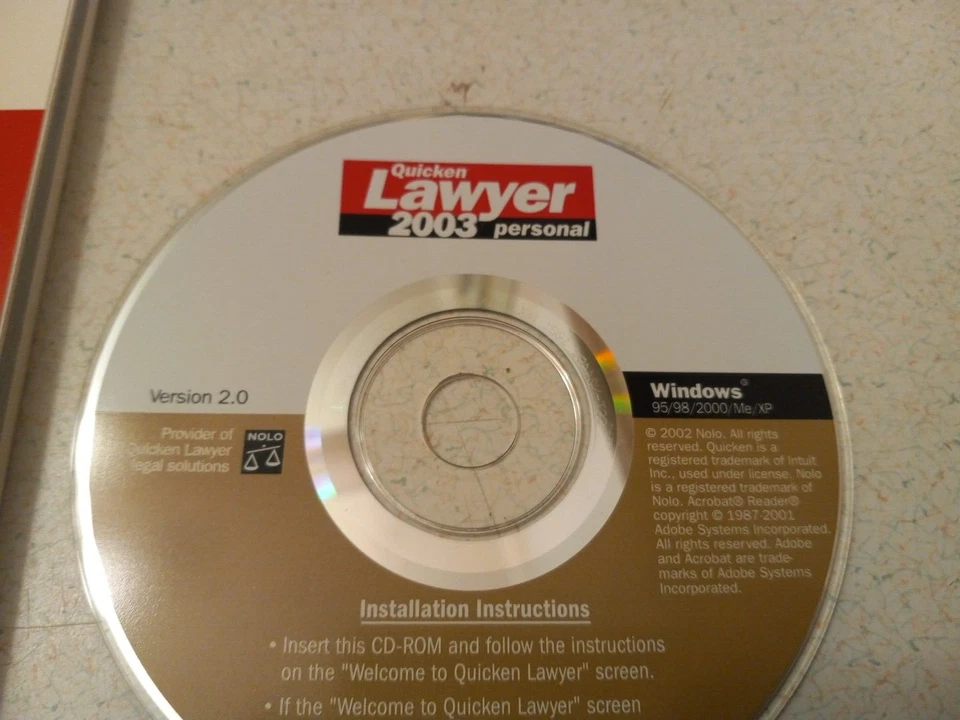 Quicken
Lawyer
2003 personal
Version 2.0
Windows®
95/98/2000/Me/XP
Provider of
Quicken Lawyer
legal solutions
NOLO
© 2002 Nolo. All rights
reserved. Quicken is a
registered trademark of Intuit
Inc., used under license. Nolo
is a registered trademark of
Nolo. Acrobat® Reader®
copyright © 1987-2001
Adobe Systems Incorporated.
All rights reserved. Adobe
and Acrobat are trade-
marks of Adobe Systems
Incorporated.
Installation Instructions
• Insert this CD-ROM and follow the instructions
on the "Welcome to Quicken Lawyer" screen.
• If the "Welcome to Quicken Lawyer" screen